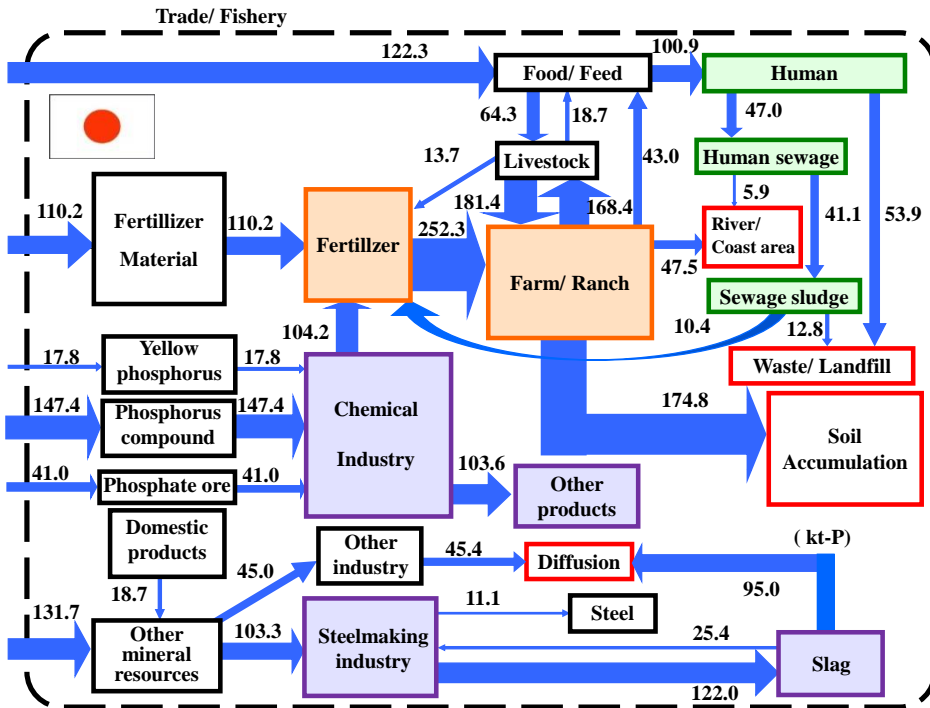 Trade/ Fishery
122.3
Food/ Feed
100.9
Human
64.3
18.7
47.0
13.7
Livestock
43.0
Human sewage
110.2
Fertillizer
Material
110.2
Fertillzer
181.4
252.3
168.4
5.9
41.1
53.9
River/
Coast area
Farm/ Ranch
47.5
Sewage sludge
104.2
10.4
12.8
17.8
Yellow
phosphorus
17.8
Waste/ Landfill
147.4
Phosphorus
compound
147.4
Chemical
Industry
174.8
Soil
Accumulation
41.0
Phosphate ore
41.0
103.6
Other
products
Domestic
products
Other
industry
45.4
Diffusion
( kt-P)
45.0
95.0
18.7
11.1
Steel
131.7
Other
mineral
resources
103.3
Steelmaking
industry
25.4
Slag
122.0